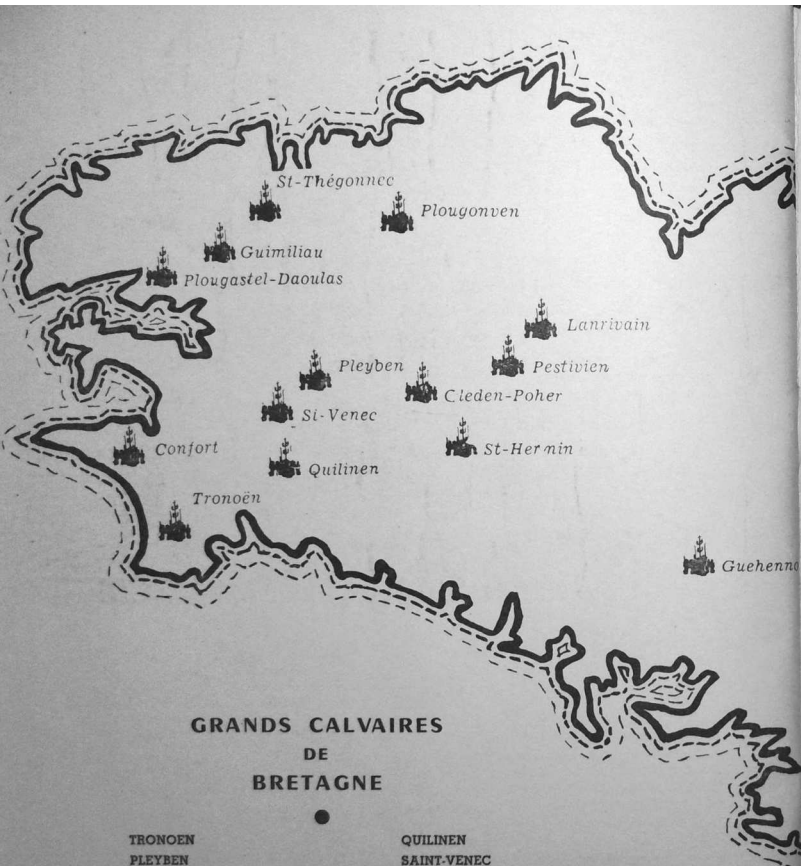 St-Thégonnec
Plougonven
Guimiliau
Plougastel-Daoulas
Lanrivain
Pleyben
Pestivien
Cleden-Poher
St-Venec
Confort
St-Hermin
Quilinen
Tronoën
Guehenno
GRANDS CALVAIRES
DE
BRETAGNE
TRONOEN
QUILINEN
PLEYBEN
SAINT-VENEC